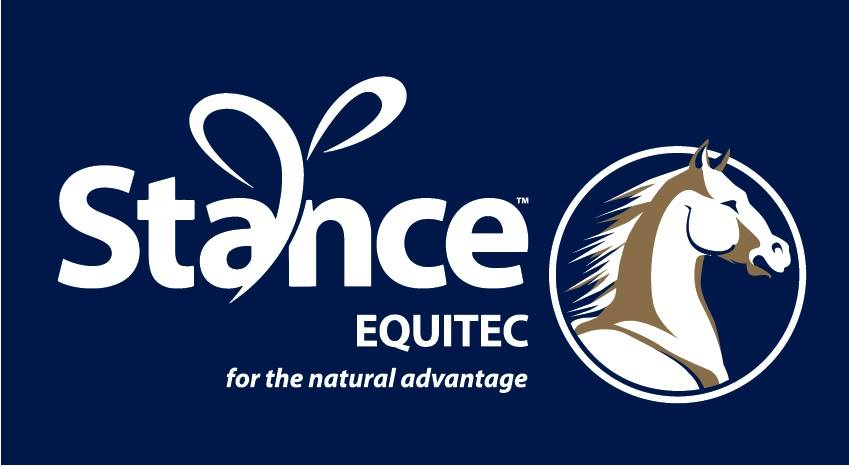 Stance™
EQUITEC
for the natural advantage